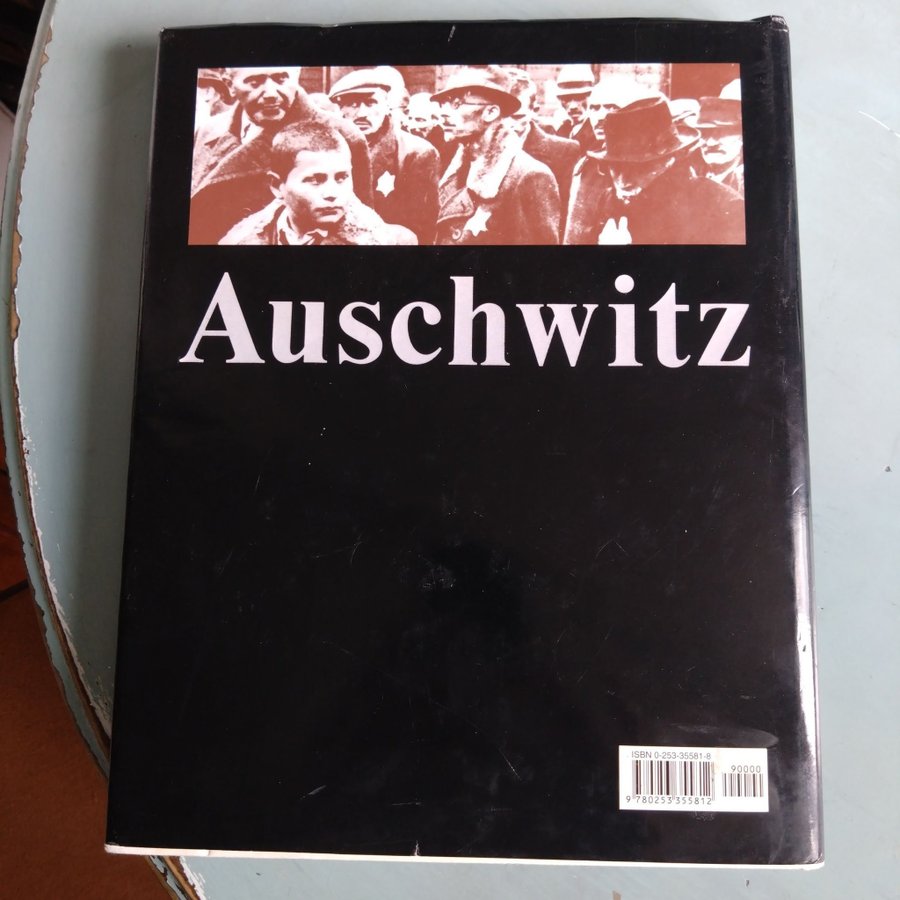 Auschwitz
ISBN 0-253-35581-8
90000
9 780253 355812